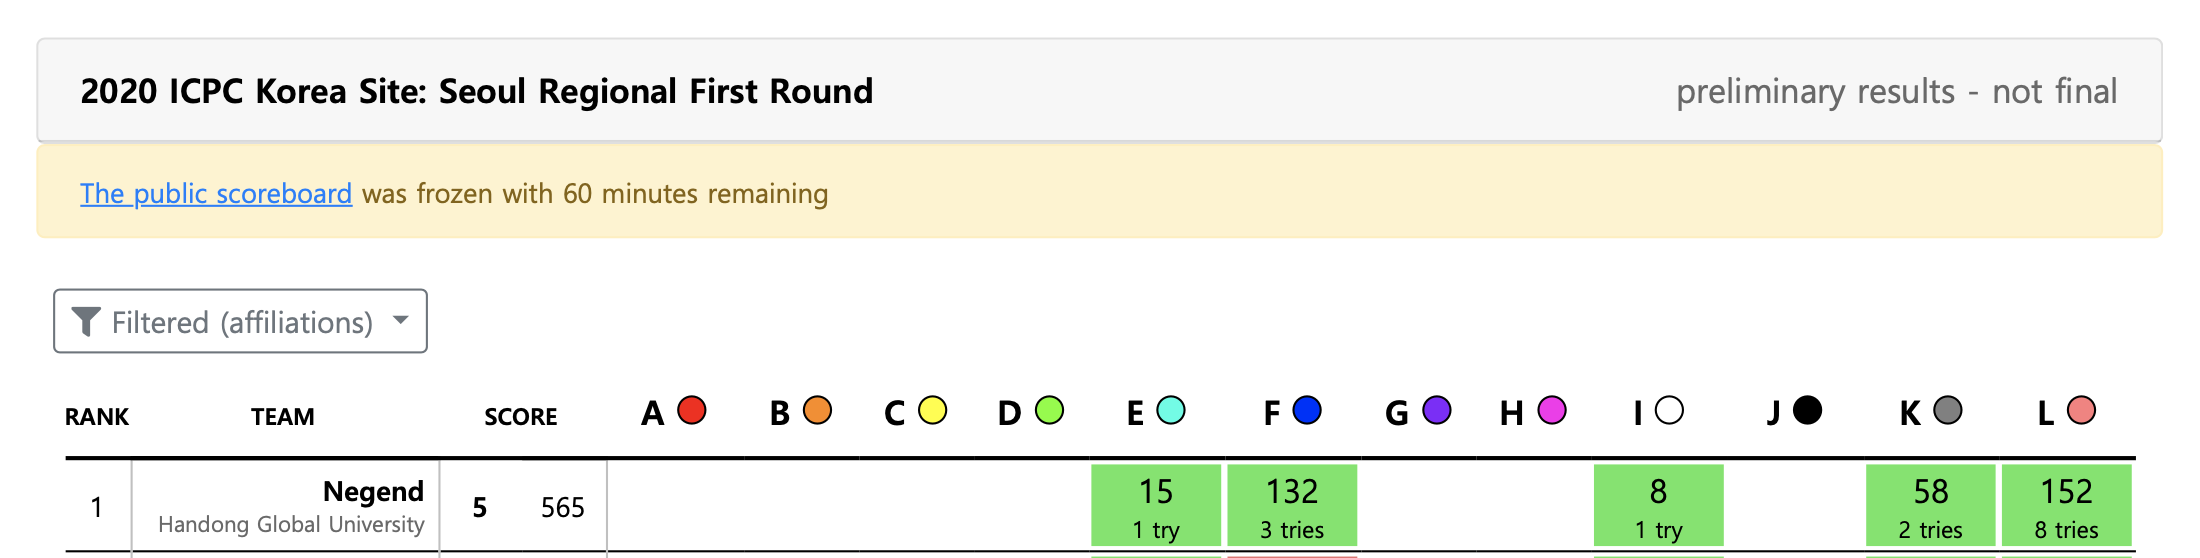 2020 ICPC Korea Site: Seoul Regional First Round preliminary results - not final
The public scoreboard was frozen with 60 minutes remaining
Filtered (affiliations)
RANK TEAM SCORE A B C D E F G H I J K L
1 Negend 5 565 15 132 8 58 152
Handong Global University 1 try 3 tries 1 try 2 tries 8 tries